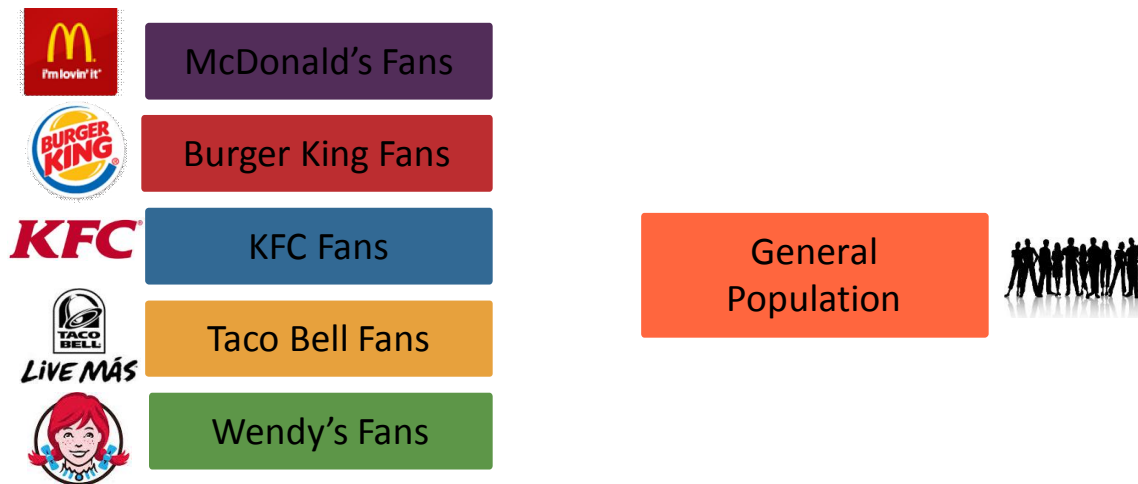 M
i'm lovin' it®
McDonald's Fans
BURGER
KING®
Burger King Fans
KFC®
KFC Fans
General
Population
TACO
BELL
LiVE MÁS
Taco Bell Fans
Wendy's Fans